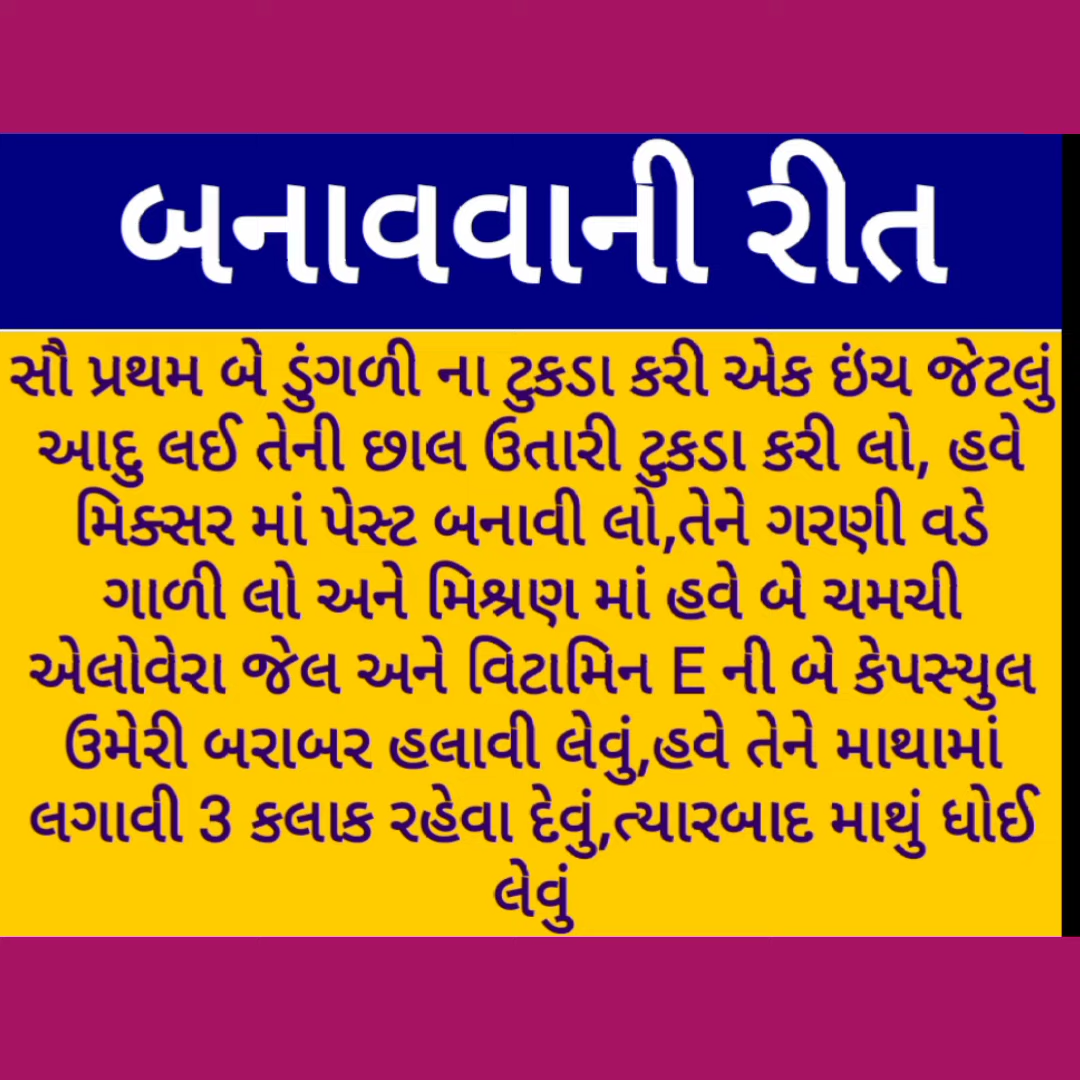 બનાવવાની રીત
સૌ પ્રથમ બે ડુંગળી ના ટુકડા કરી એક ઇંચ જેટલું
આદુ લઈ તેની છાલ ઉતારી ટુકડા કરી લો, હવે
મિક્સર માં પેસ્ટ બનાવી લો,તેને ગરણી વડે
ગાળી લો અને મિશ્રણ માં હવે બે ચમચી
એલોવેરા જેલ અને વિટામિન E ની બે કેપસ્યુલ
ઉમેરી બરાબર હલાવી લેવું,હવે તેને માથામાં
લગાવી 3 કલાક રહેવા દેવું,ત્યારબાદ માથું ધોઈ
લેવું